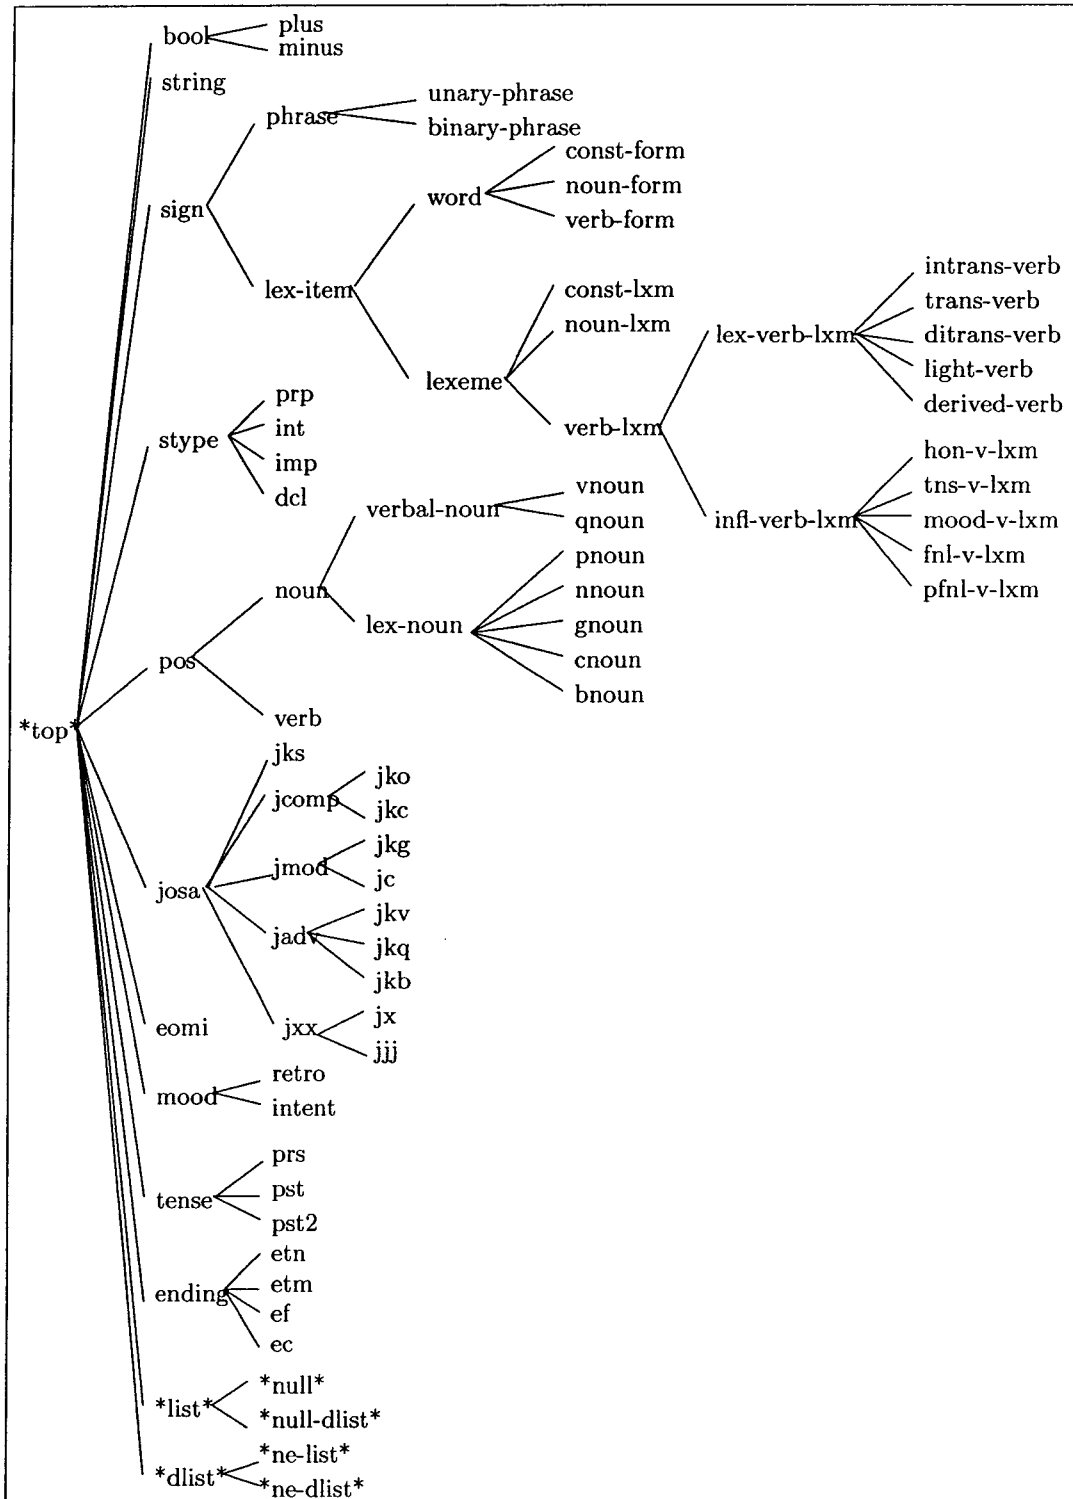 plus
bool
minus
string
unary-phrase
phrase
binary-phrase
const-form
word
noun-form
verb-form
sign
lex-item
const-lxm
noun-lxm
lexeme
verb-lxm
intrans-verb
trans-verb
lex-verb-lxm
ditrans-verb
light-verb
derived-verb
hon-v-lxm
tns-v-lxm
infl-verb-lxm
mood-v-lxm
fnl-v-lxm
pfnl-v-lxm
prp
stype
int
imp
dcl
vnoun
verbal-noun
qnoun
pnoun
noun
nnoun
lex-noun
gnoun
cnoun
bnoun
pos
verb
*top*
jks
jko
jcomp
jkc
jkg
jmod
jc
josa
jkv
jadv
jkq
jkb
jx
eomi
jxx
jjj
retro
mood
intent
prs
tense
pst
pst2
etn
ending
etm
ef
ec
*null*
*list*
*null-dlist*
*ne-list*
*dlist*
*ne-dlist*